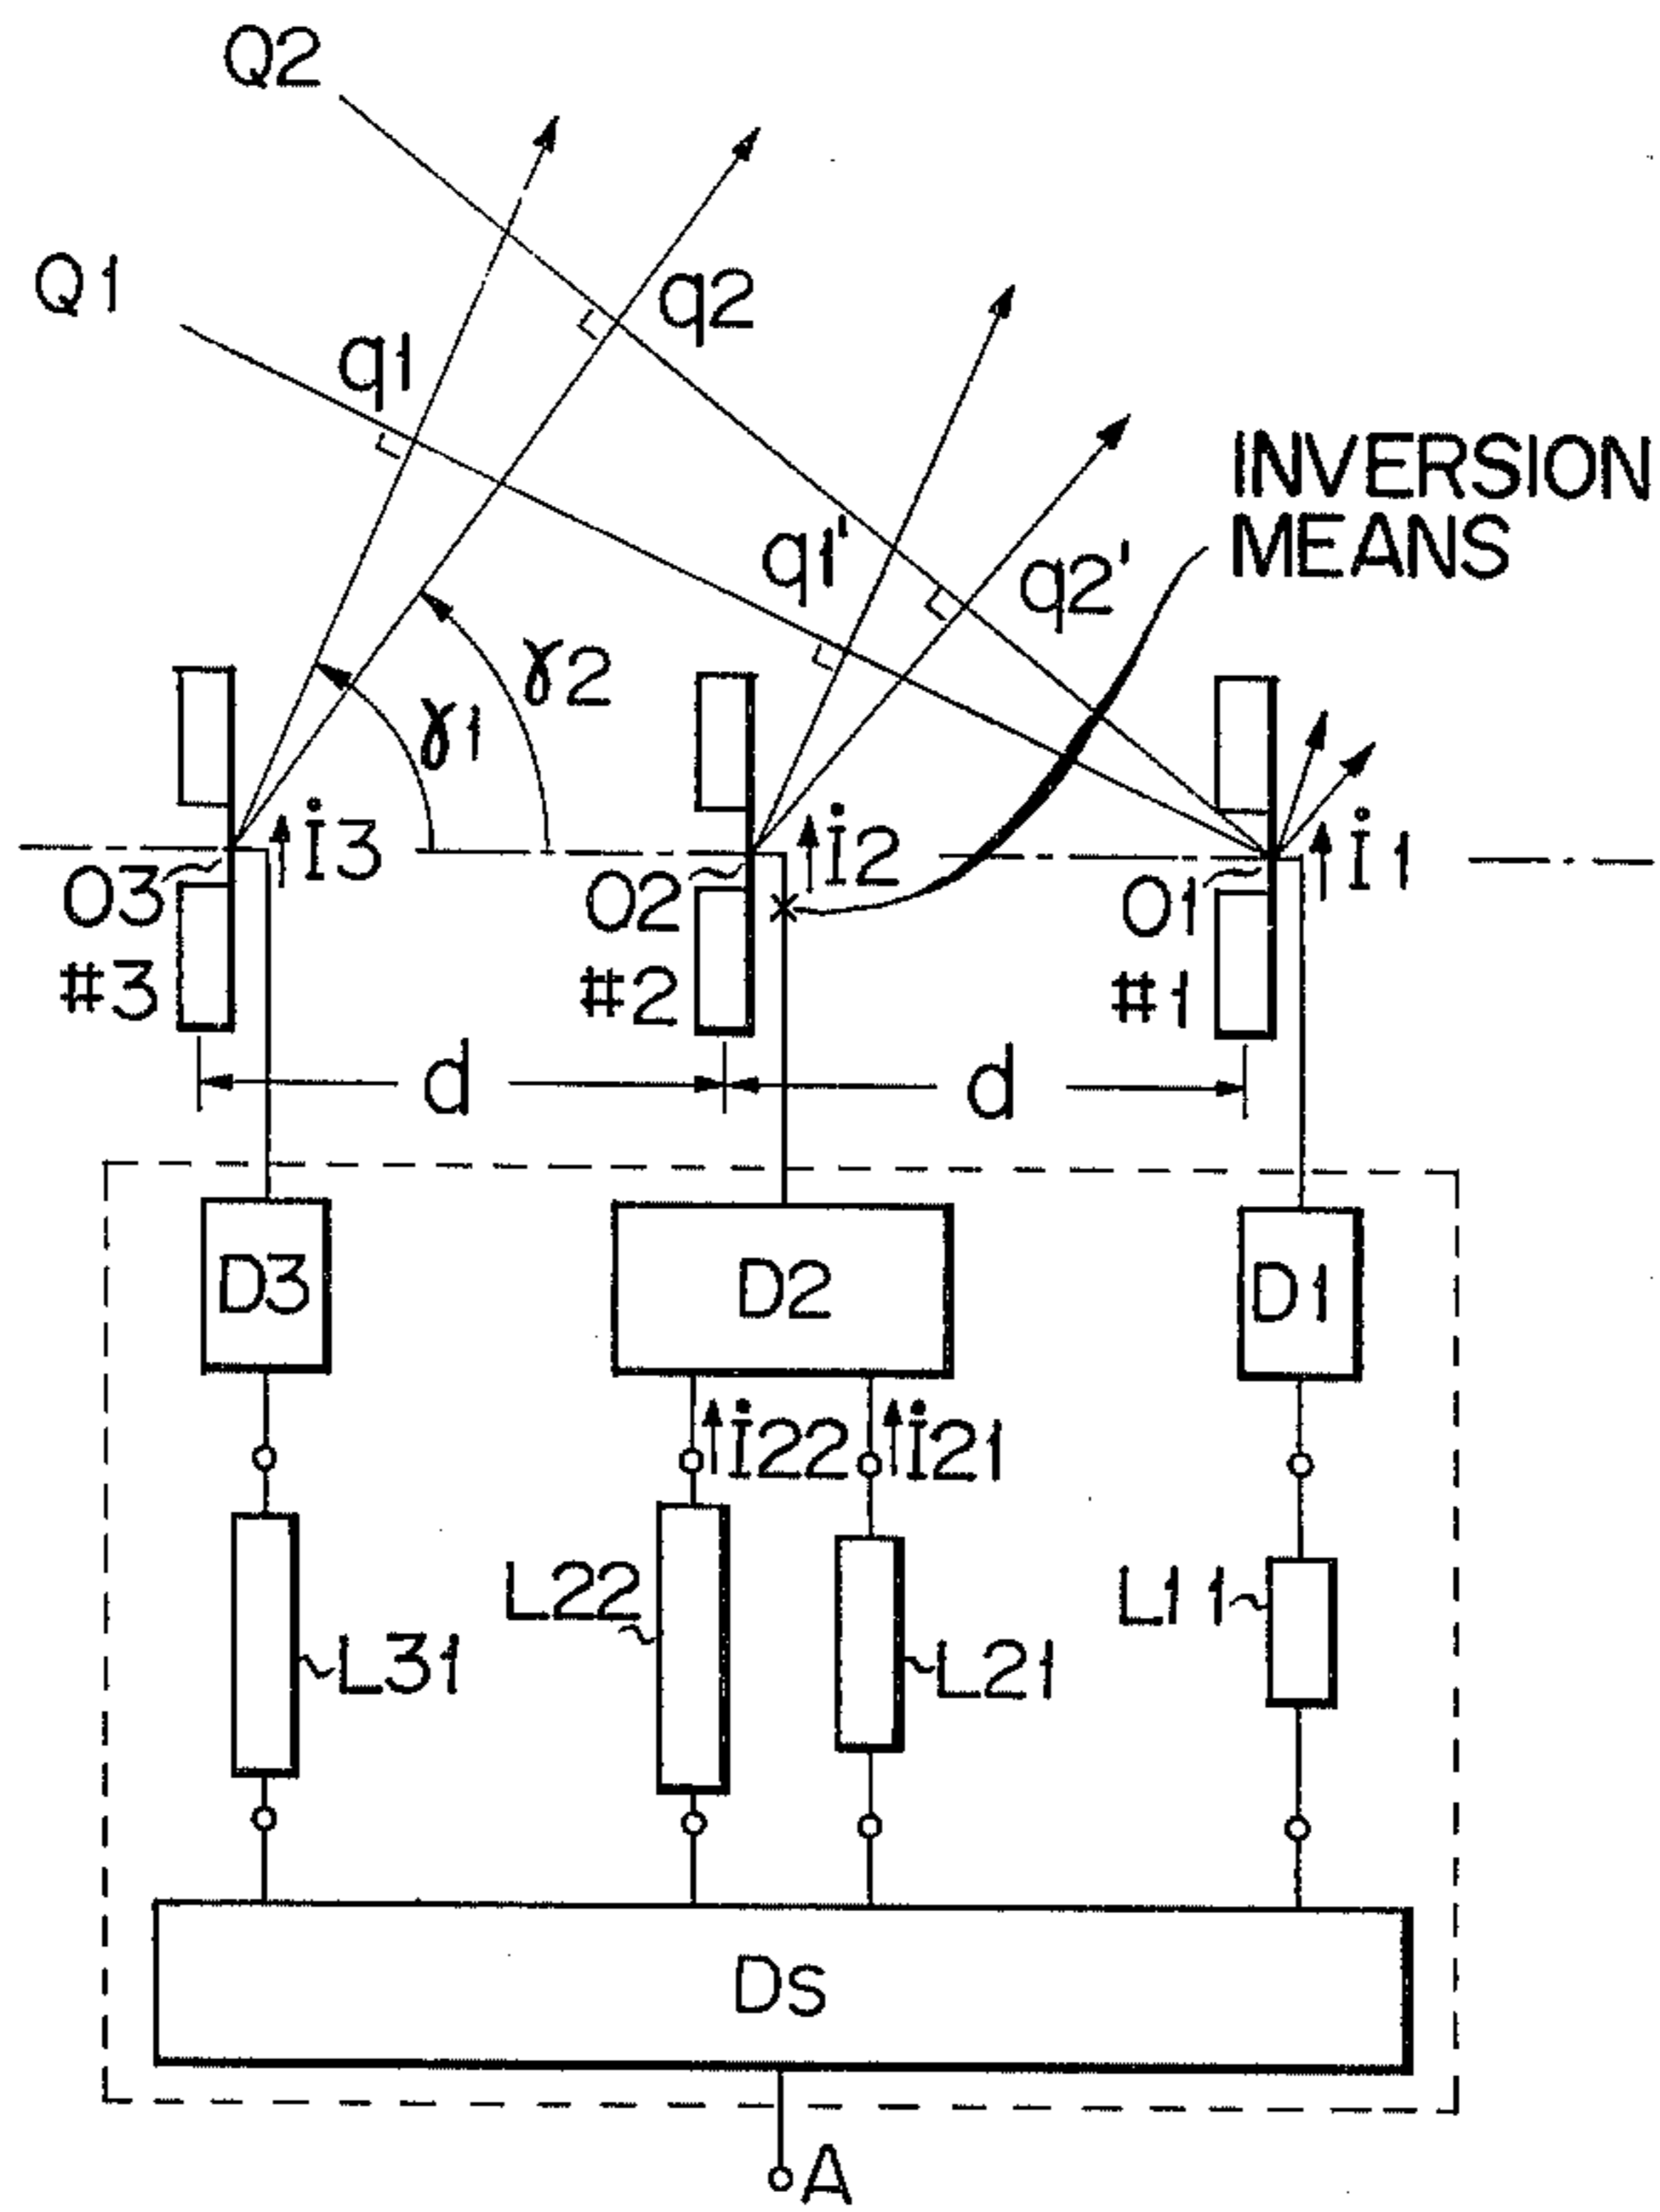 Q2
Q1
q2
q1
INVERSION
MEANS
q1'
q2'
γ2
γ1
i3
i2
i1
O3
O2
O1
#3
#2
#1
d
d
D3
D2
D1
i22
i21
L22
L11
L31
L21
DS
A